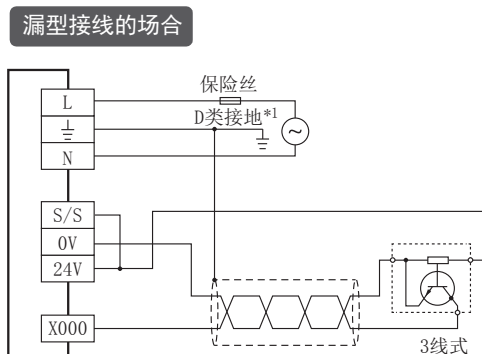 漏型接线的场合
保险丝
L
D类接地*1
N
S/S
0V
24V
X000
3线式